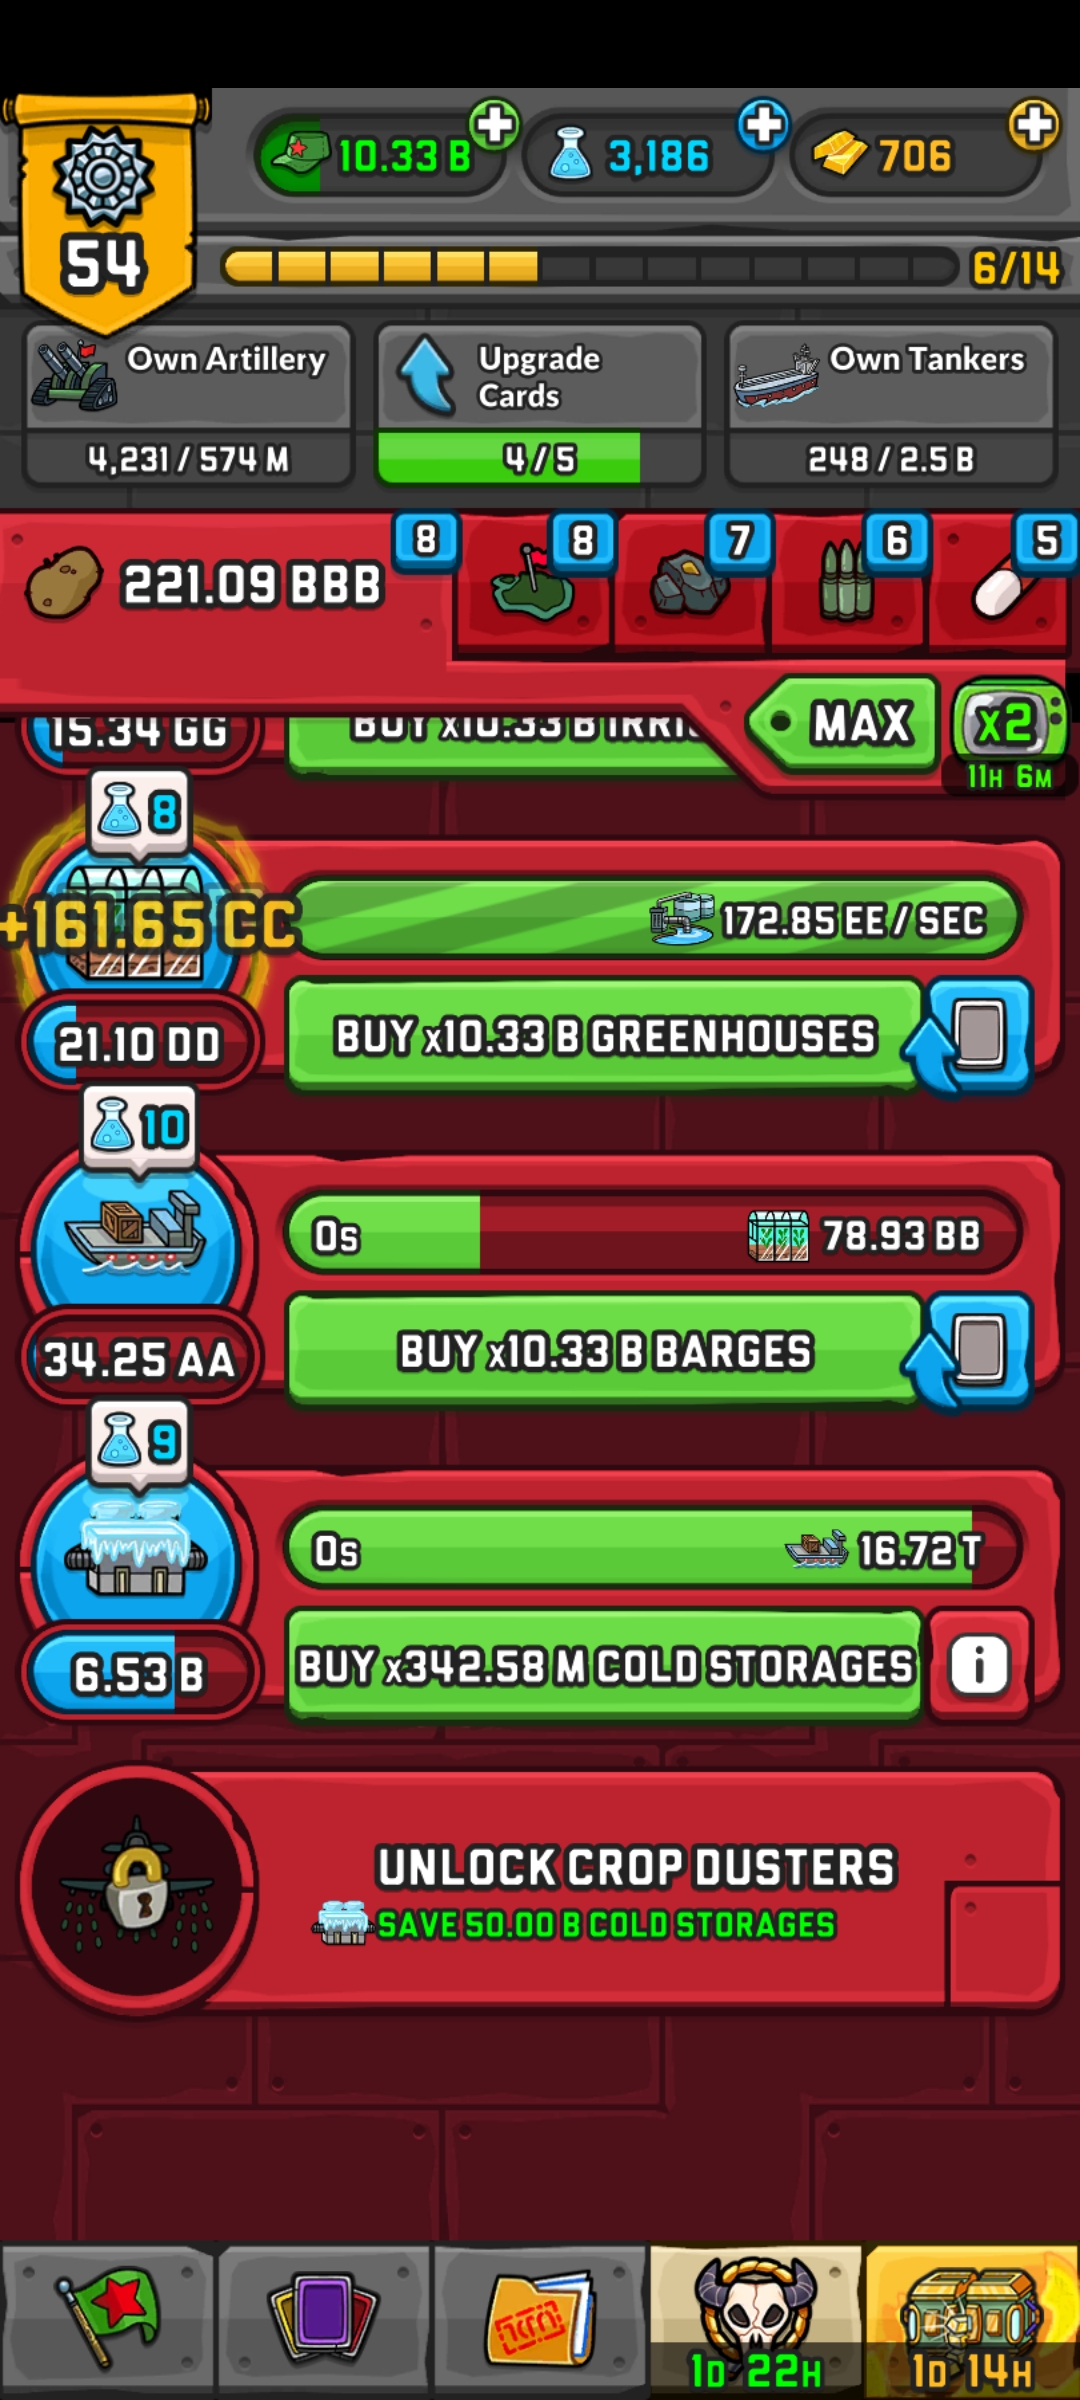 10.33 B
3,186
706
54
6/14
Own Artillery
4,231 / 574 M
Upgrade
Cards
4 / 5
Own Tankers
248 / 2.5 B
221.09 BBB
8
8
7
6
5
MAX
X2
11H 6M
15.34 GG
BUY x10.33 B IRRI
8
+161.65 CC
172.85 EE / SEC
21.10 DD
BUY x10.33 B GREENHOUSES
10
0s
78.93 BB
34.25 AA
BUY x10.33 B BARGES
9
0s
16.72 T
6.53 B
BUY x342.58 M COLD STORAGES
i
UNLOCK CROP DUSTERS
SAVE 50.00 B COLD STORAGES
1D 22H
1D 14H